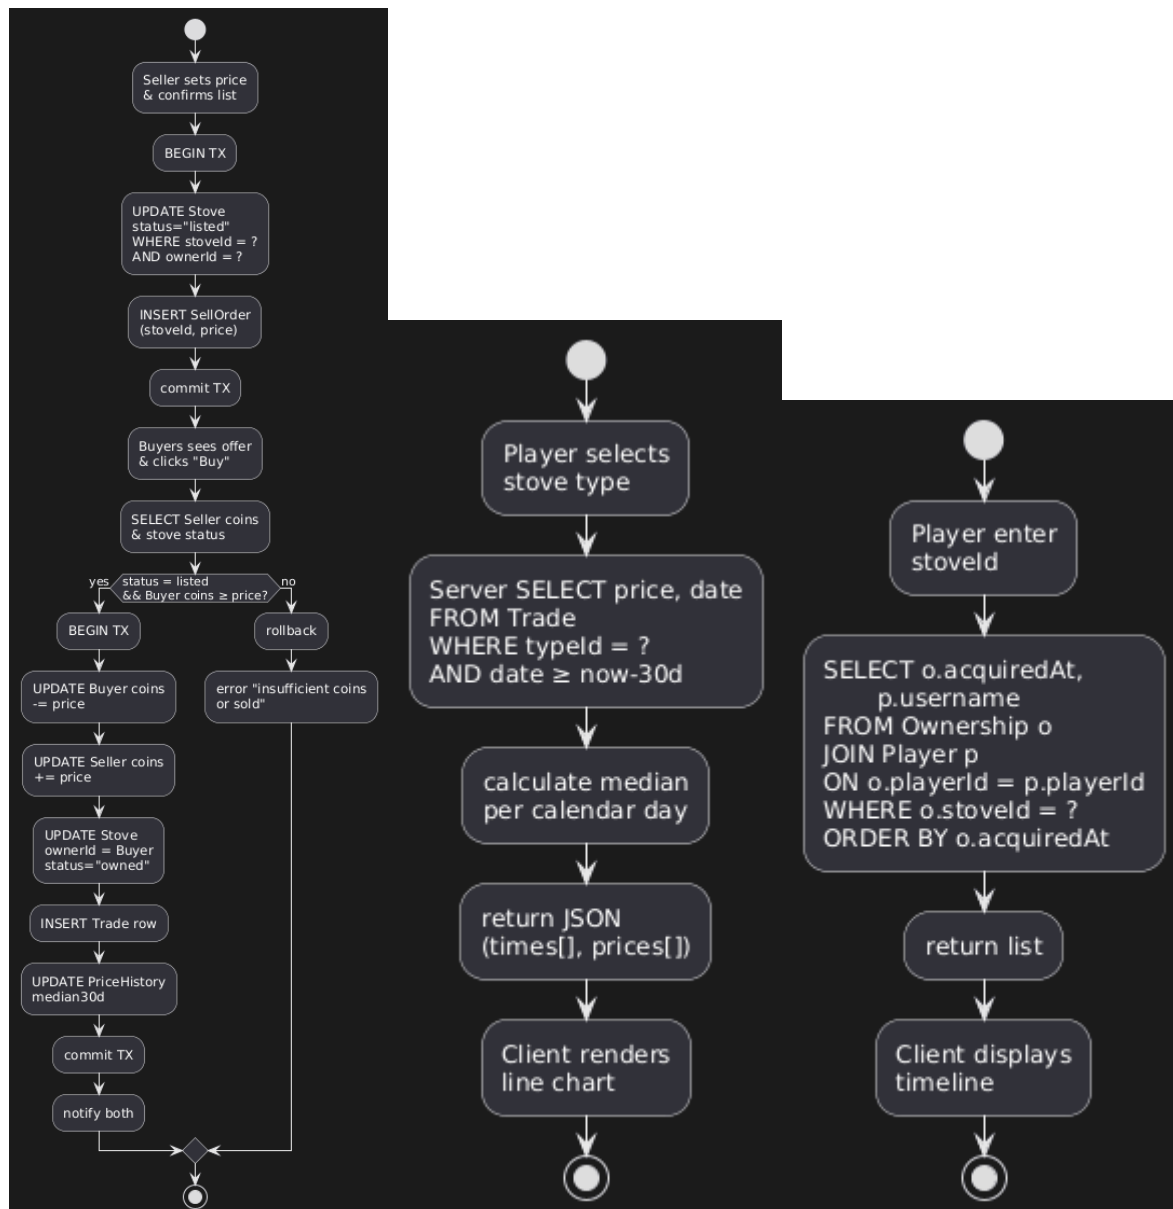 Seller sets price
& confirms list
BEGIN TX
UPDATE Stove
status="listed"
WHERE stoveId = ?
AND ownerId = ?
INSERT SellOrder
(stoveId, price)
commit TX
Buyers sees offer
& clicks "Buy"
SELECT Seller coins
& stove status
yes
status = listed
&& Buyer coins ≥ price?
no
BEGIN TX
UPDATE Buyer coins
-= price
UPDATE Seller coins
+= price
UPDATE Stove
ownerId = Buyer
status="owned"
INSERT Trade row
UPDATE PriceHistory
median30d
commit TX
notify both
rollback
error "insufficient coins
or sold"
Player selects
stove type
Server SELECT price, date
FROM Trade
WHERE typeId = ?
AND date ≥ now-30d
calculate median
per calendar day
return JSON
(times[], prices[])
Client renders
line chart
Player enter
stoveId
SELECT o.acquiredAt,
p.username
FROM Ownership o
JOIN Player p
ON o.playerId = p.playerId
WHERE o.stoveId = ?
ORDER BY o.acquiredAt
return list
Client displays
timeline